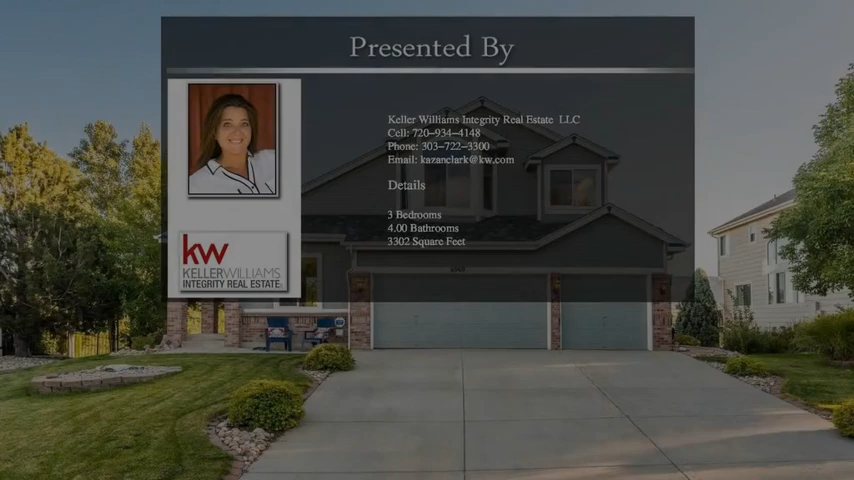 Presented By
Keller Williams Integrity Real Estate LLC
Cell: 720-934-4148
Phone: 303-722-3300
Email: kazanclark@kw.com
Details
3 Bedrooms
4.00 Bathrooms
3302 Square Feet
kw
KELLERWILLIAMS
INTEGRITY REAL ESTATE